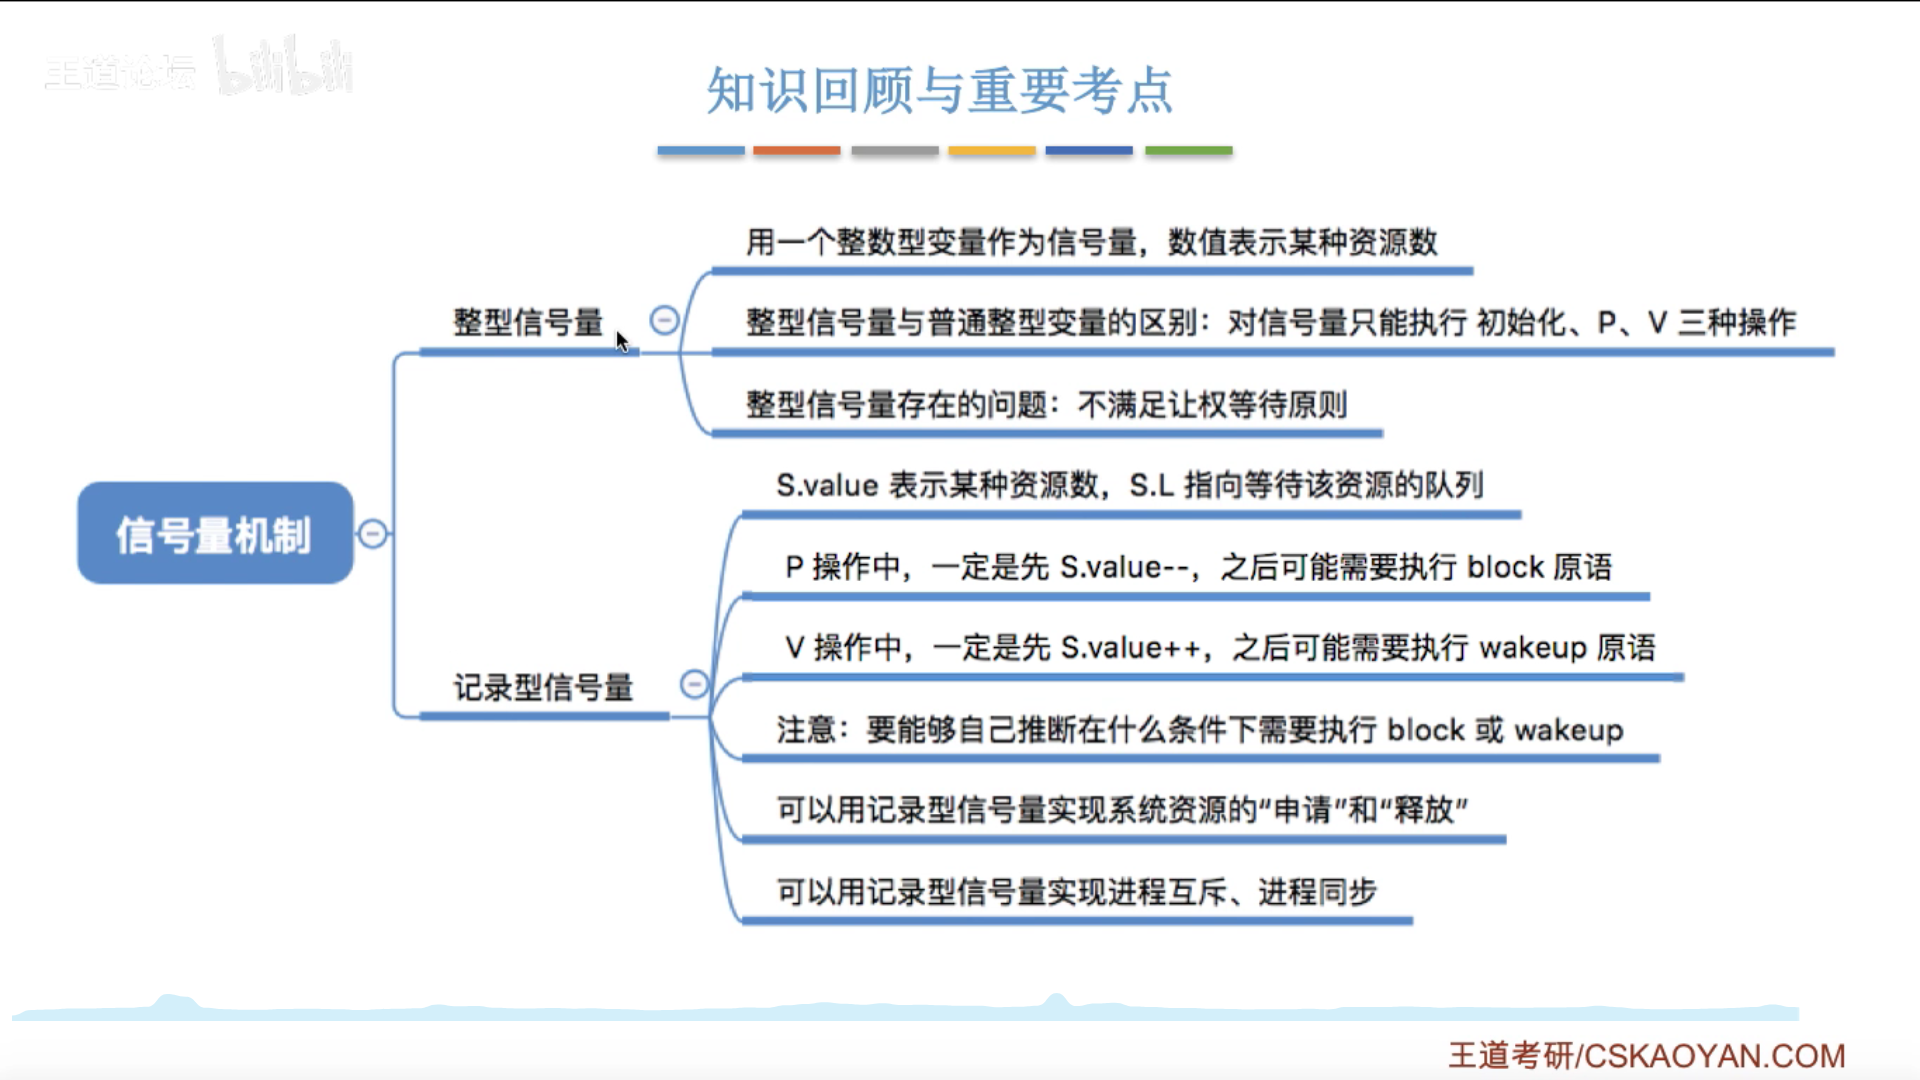 王道论坛 bilibili
知识回顾与重要考点
用一个整数型变量作为信号量，数值表示某种资源数
整型信号量
整型信号量与普通整型变量的区别：对信号量只能执行 初始化、P、V 三种操作
整型信号量存在的问题：不满足让权等待原则
信号量机制
S.value 表示某种资源数，S.L 指向等待该资源的队列
P 操作中，一定是先 S.value--，之后可能需要执行 block 原语
V 操作中，一定是先 S.value++，之后可能需要执行 wakeup 原语
记录型信号量
注意：要能够自己推断在什么条件下需要执行 block 或 wakeup
可以用记录型信号量实现系统资源的“申请”和“释放”
可以用记录型信号量实现进程互斥、进程同步
王道考研/CSKAOYAN.COM